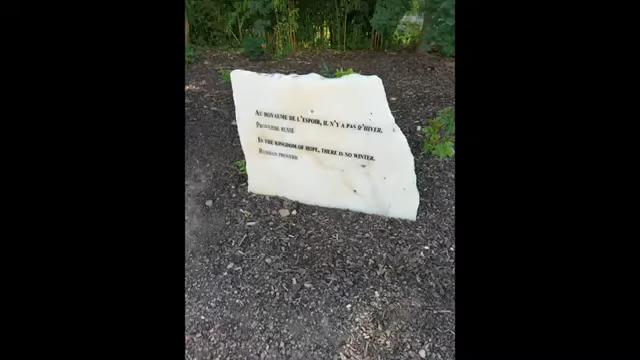 Au royaume de l'espoir, il n'y a pas d'hiver.
Proverbe russe
In the kingdom of hope, there is no winter.
Russian proverb